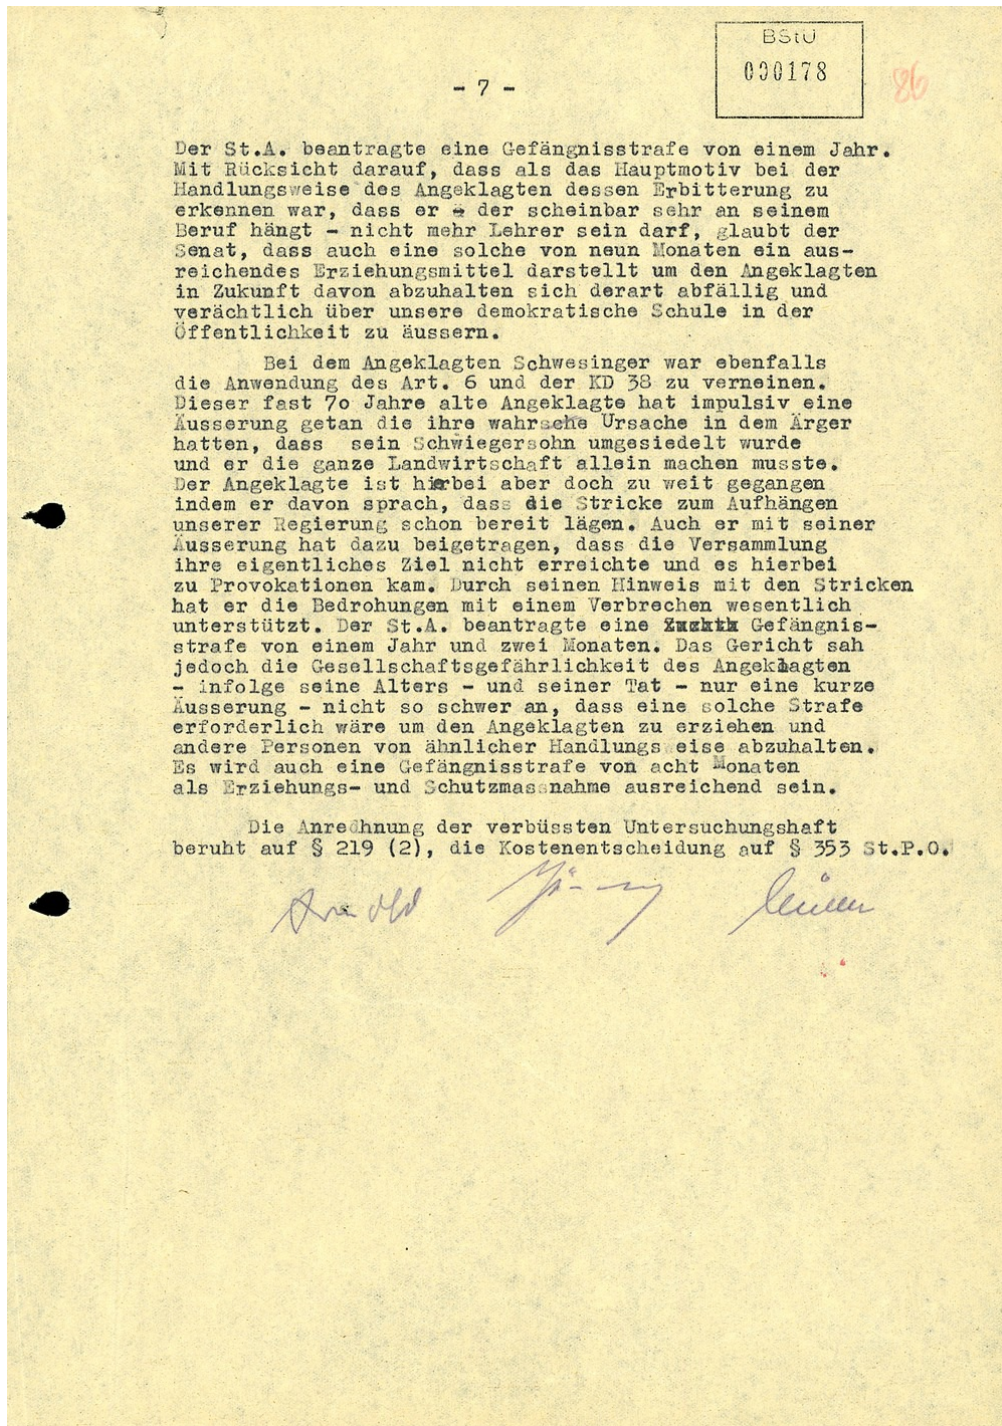 BStU
000178
86
- 7 -
Der St.A. beantragte eine Gefängnisstrafe von einem Jahr.
Mit Rücksicht darauf, dass als das Hauptmotiv bei der
Handlungsweise des Angeklagten dessen Erbitterung zu
erkennen war, dass er - der scheinbar sehr an seinem
Beruf hängt - nicht mehr Lehrer sein darf, glaubt der
Senat, dass auch eine solche von neun Monaten ein aus-
reichendes Erziehungsmittel darstellt um den Angeklagten
in Zukunft davon abzuhalten sich derart abfällig und
verächtlich über unsere demokratische Schule in der
Öffentlichkeit zu äussern.
Bei dem Angeklagten Schwesinger war ebenfalls
die Anwendung des Art. 6 und der KD 38 zu verneinen.
Dieser fast 7o Jahre alte Angeklagte hat impulsiv eine
Äusserung getan die ihre wahrsche Ursache in dem Ärger
hatten, dass sein Schwiegersohn umgesiedelt wurde
und er die ganze Landwirtschaft allein machen musste.
Der Angeklagte ist hierbei aber doch zu weit gegangen
indem er davon sprach, dass die Stricke zum Aufhängen
unserer Regierung schon bereit lägen. Auch er mit seiner
Äusserung hat dazu beigetragen, dass die Versammlung
ihre eigentliches Ziel nicht erreichte und es hierbei
zu Provokationen kam. Durch seinen Hinweis mit den Stricken
hat er die Bedrohungen mit einem Verbrechen wesentlich
unterstützt. Der St.A. beantragte eine Gefängnis-
strafe von einem Jahr und zwei Monaten. Das Gericht sah
jedoch die Gesellschaftsgefährlichkeit des Angeklagten
- infolge seine Alters - und seiner Tat - nur eine kurze
Äusserung - nicht so schwer an, dass eine solche Strafe
erforderlich wäre um den Angeklagten zu erziehen und
andere Personen von ähnlicher Handlungs eise abzuhalten.
Es wird auch eine Gefängnisstrafe von acht Monaten
als Erziehungs- und Schutzmassnahme ausreichend sein.
Die Anrechnung der verbüssten Untersuchungshaft
beruht auf § 219 (2), die Kostenentscheidung auf § 353 St.P.O.
Arnold